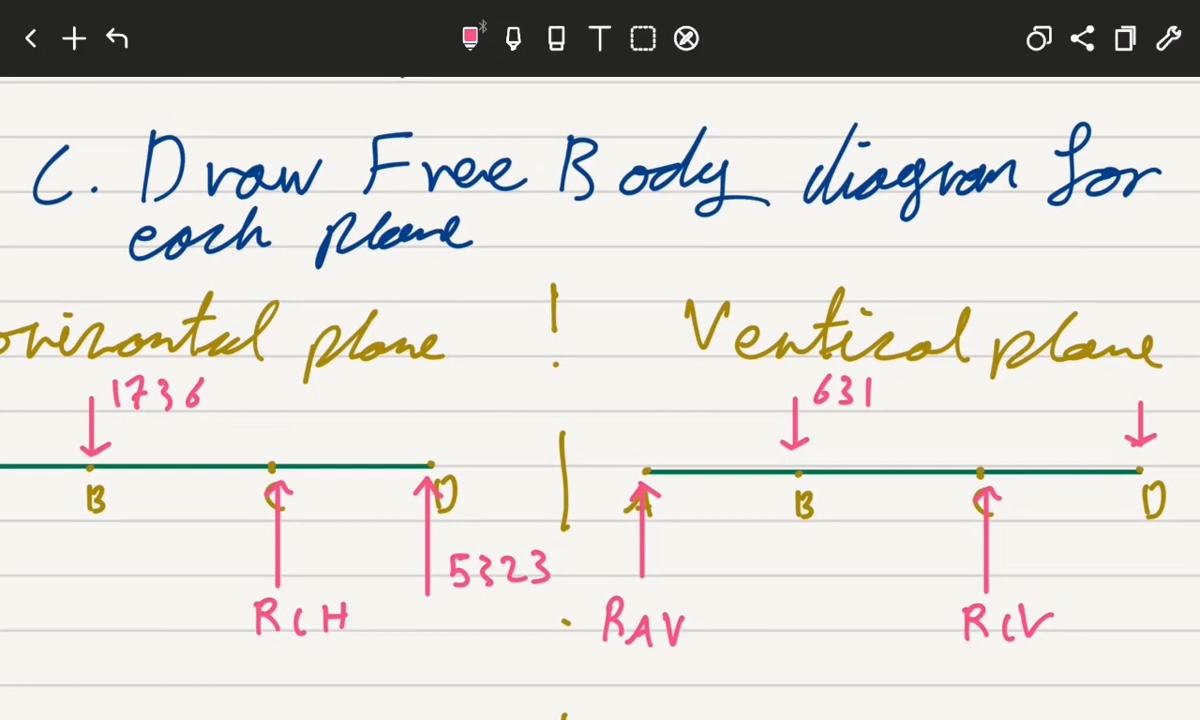 C. Draw Free Body diagram for
each plane
orizontal plane ! Vertical plane
1736 631
B C D A B C D
5323
RCH RAV RCV